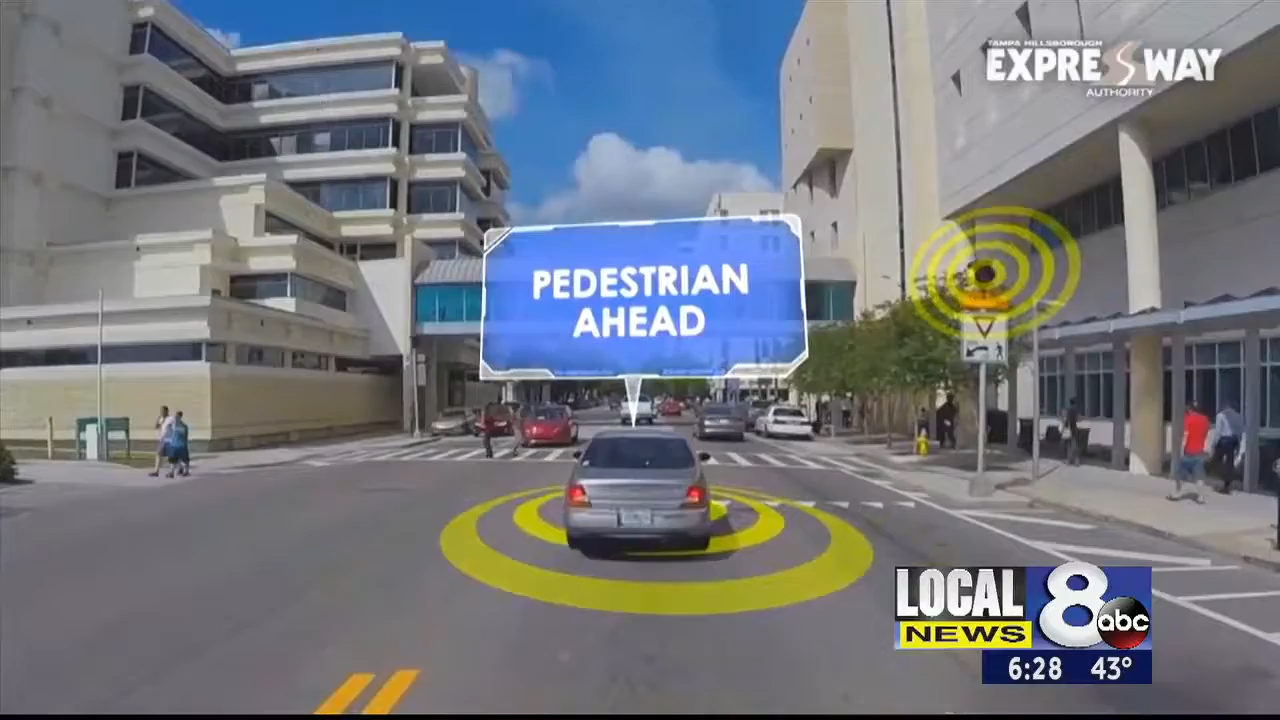 TAMPA HILLSBOROUGH
EXPRESSWAY
AUTHORITY
PEDESTRIAN
AHEAD
LOCAL
NEWS
8
abc
6:28 43°